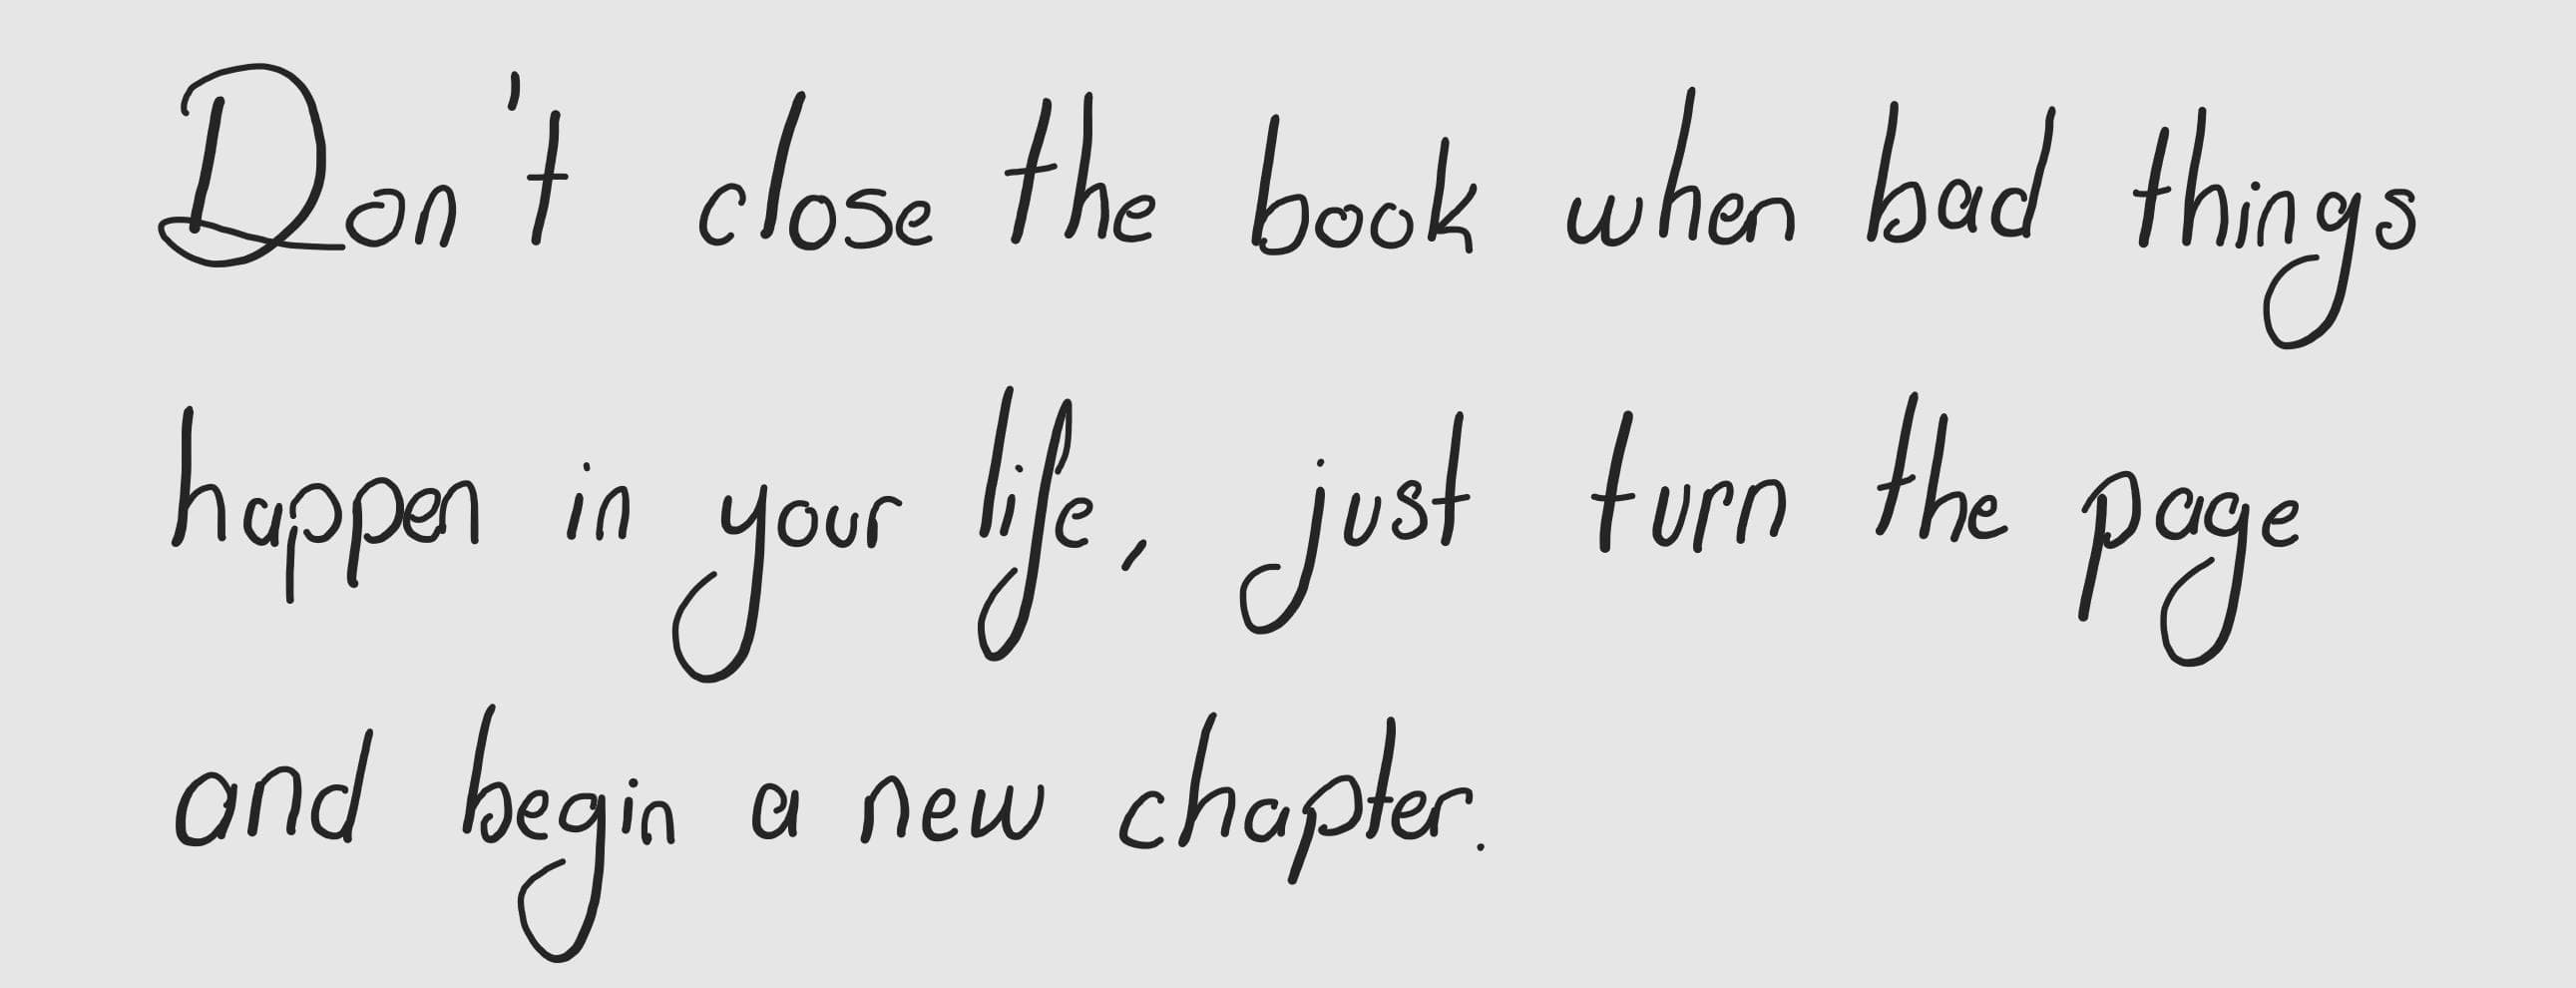 Don't close the book when bad things
happen in your life, just turn the page
and begin a new chapter.